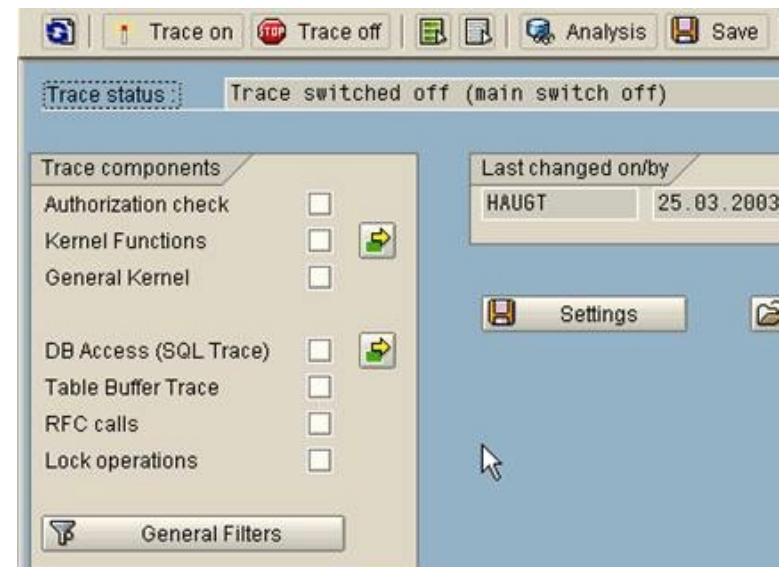 Trace on STOP Trace off Analysis Save
Trace status : Trace switched off (main switch off)
Trace components Last changed on/by
Authorization check HAUGT 25.03.2003
Kernel Functions
General Kernel
Settings
DB Access (SQL Trace)
Table Buffer Trace
RFC calls
Lock operations
General Filters